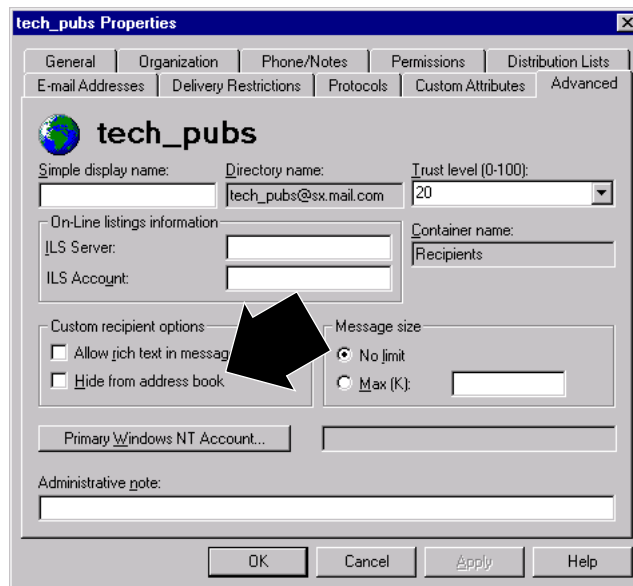 tech_pubs Properties
General Organization Phone/Notes Permissions Distribution Lists
E-mail Addresses Delivery Restrictions Protocols Custom Attributes Advanced
tech_pubs
Simple display name: Directory name: Trust level (0-100):
tech_pubs@sx.mail.com 20
On-Line listings information
ILS Server:
ILS Account:
Container name:
Recipients
Custom recipient options
Allow rich text in
Hide from address book
Message size
No limit
Max (K):
Primary Windows NT Account...
Administrative note:
OK Cancel Apply Help